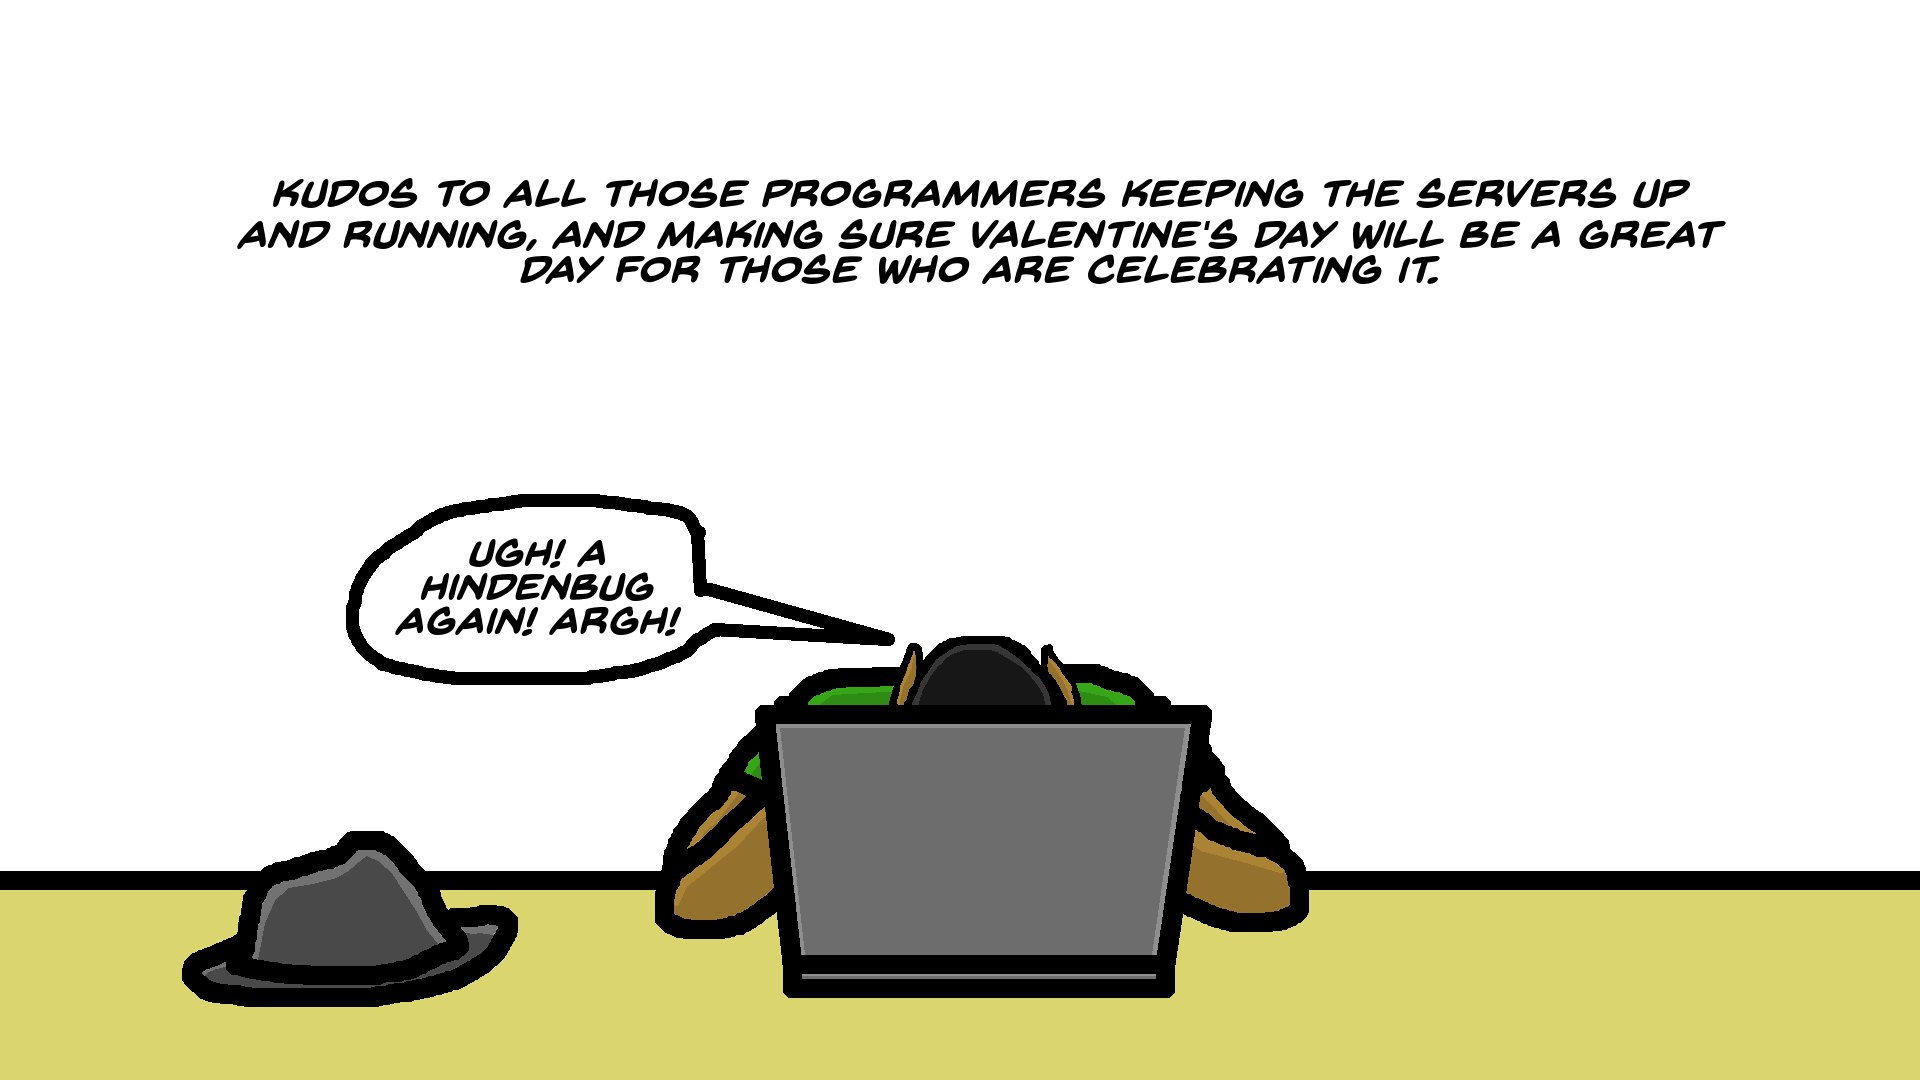 KUDOS TO ALL THOSE PROGRAMMERS KEEPING THE SERVERS UP
AND RUNNING, AND MAKING SURE VALENTINE'S DAY WILL BE A GREAT
DAY FOR THOSE WHO ARE CELEBRATING IT.
UGH! A
HINDENBUG
AGAIN! ARGH!